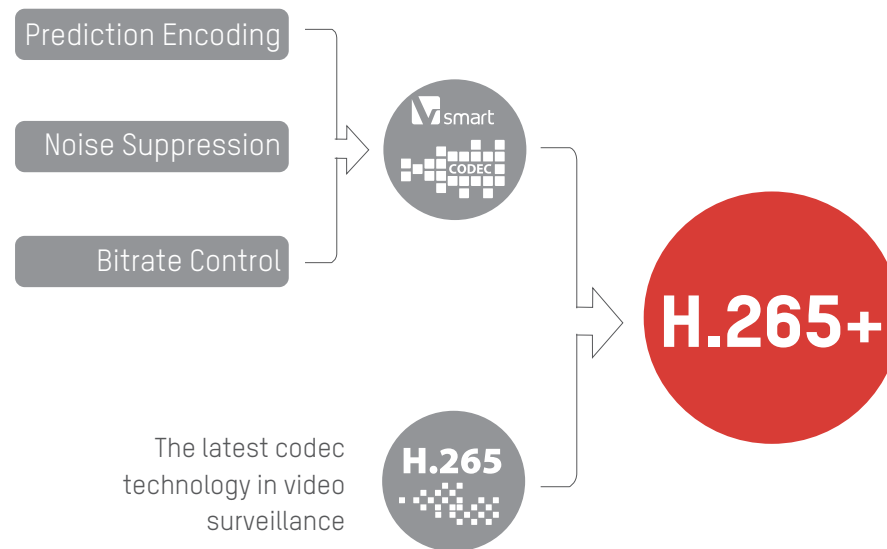 Prediction Encoding
Noise Suppression
Bitrate Control
smart
CODEC
H.265+
The latest codec
technology in video
surveillance
H.265